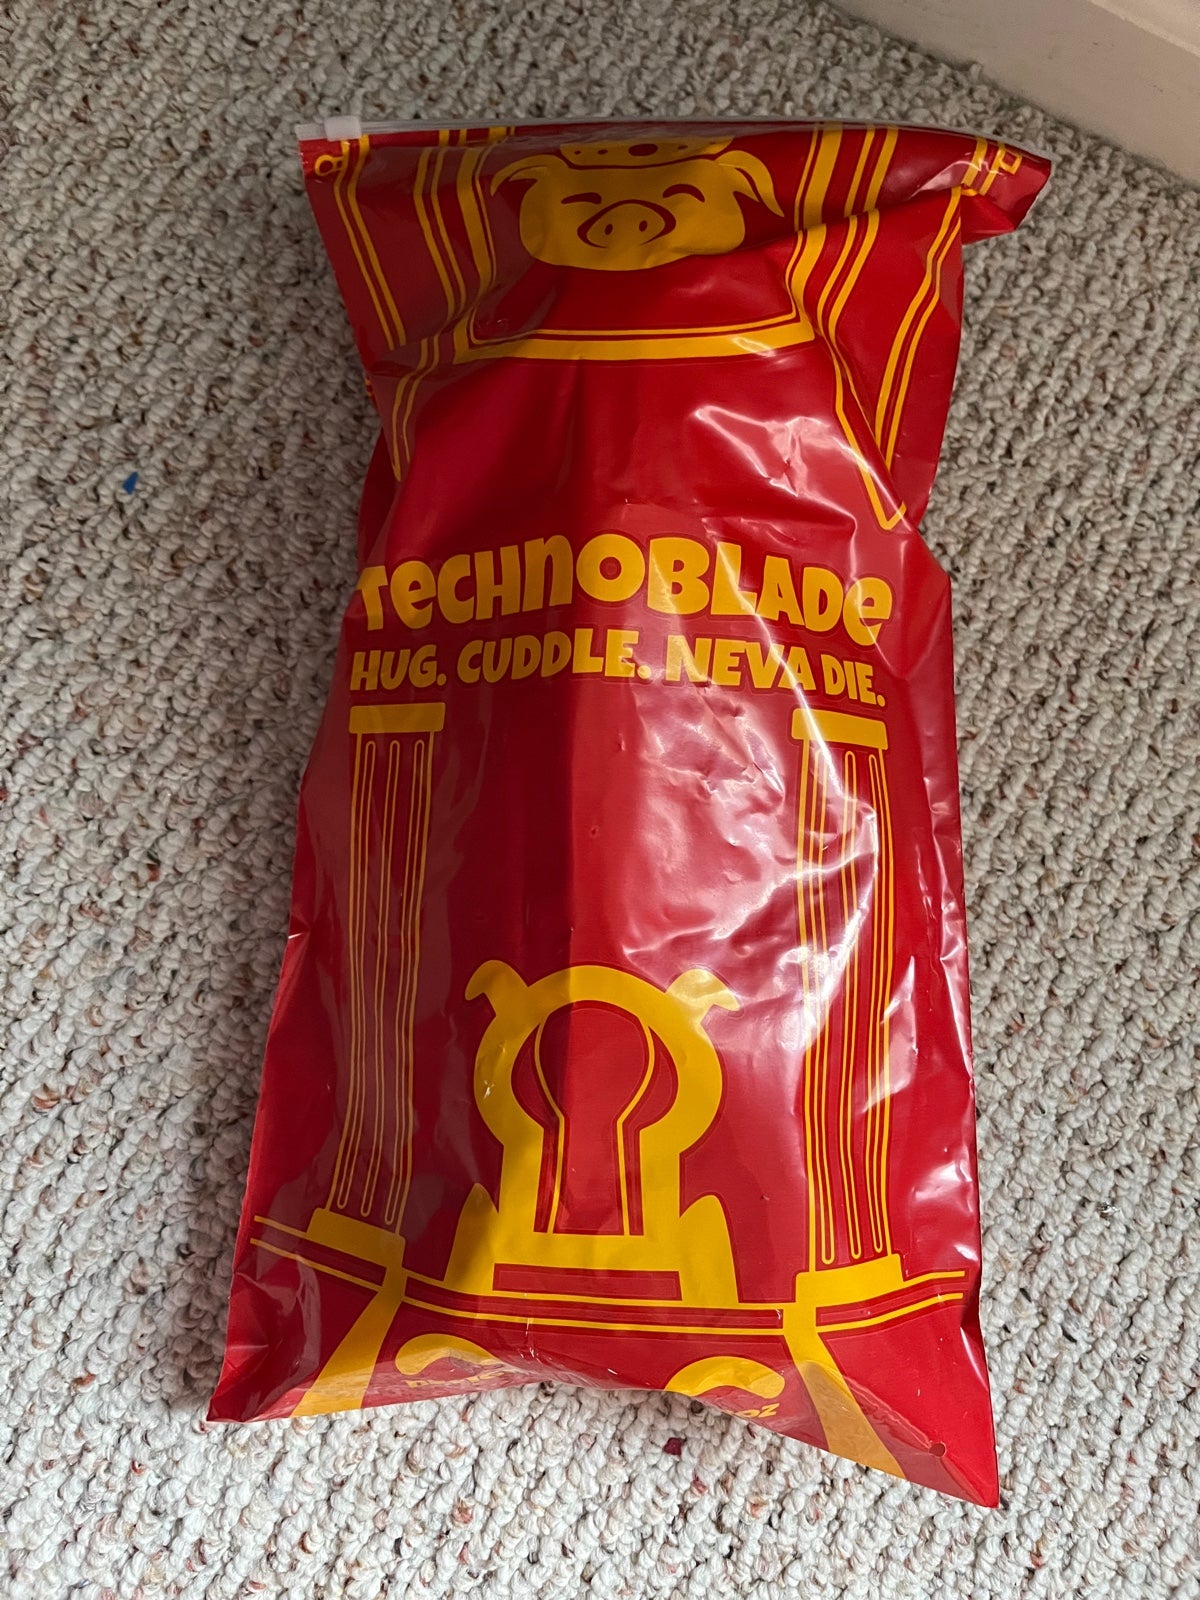 TECHNOBLADE
HUG. CUDDLE. NEVA DIE.